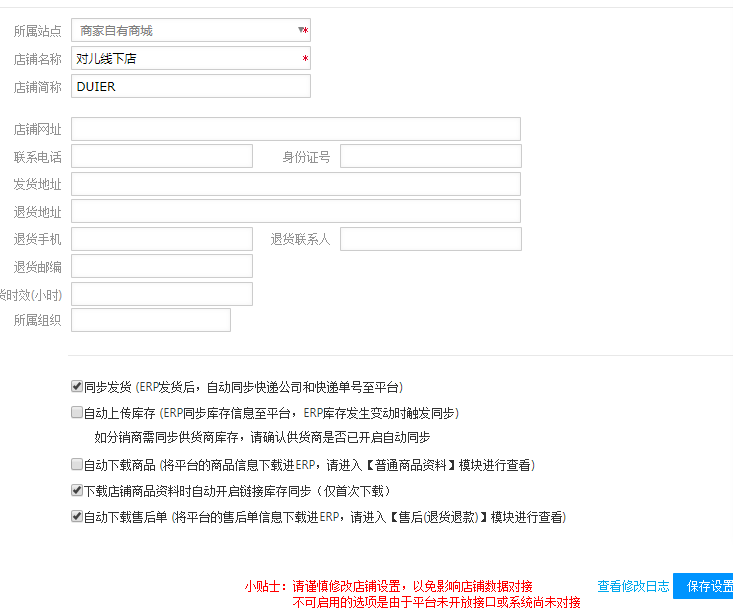 所属站点 商家自有商城 *
店铺名称 对儿线下店 *
店铺简称 DUIER
店铺网址
联系电话 身份证号
发货地址
退货地址
退货手机 退货联系人
退货邮编
时效(小时)
所属组织
同步发货 (ERP发货后，自动同步快递公司和快递单号至平台)
自动上传库存 (ERP同步库存信息至平台，ERP库存发生变动时触发同步)
如分销商需同步供货商库存，请确认供货商是否已开启自动同步
自动下载商品 (将平台的商品信息下载进ERP，请进入【普通商品资料】模块进行查看)
下载店铺商品资料时自动开启链接库存同步（仅首次下载）
自动下载售后单 (将平台的售后单信息下载进ERP，请进入【售后(退货退款)】模块进行查看)
小贴士：请谨慎修改店铺设置，以免影响店铺数据对接 查看修改日志 保存设置
不可启用的选项是由于平台未开放接口或系统尚未对接